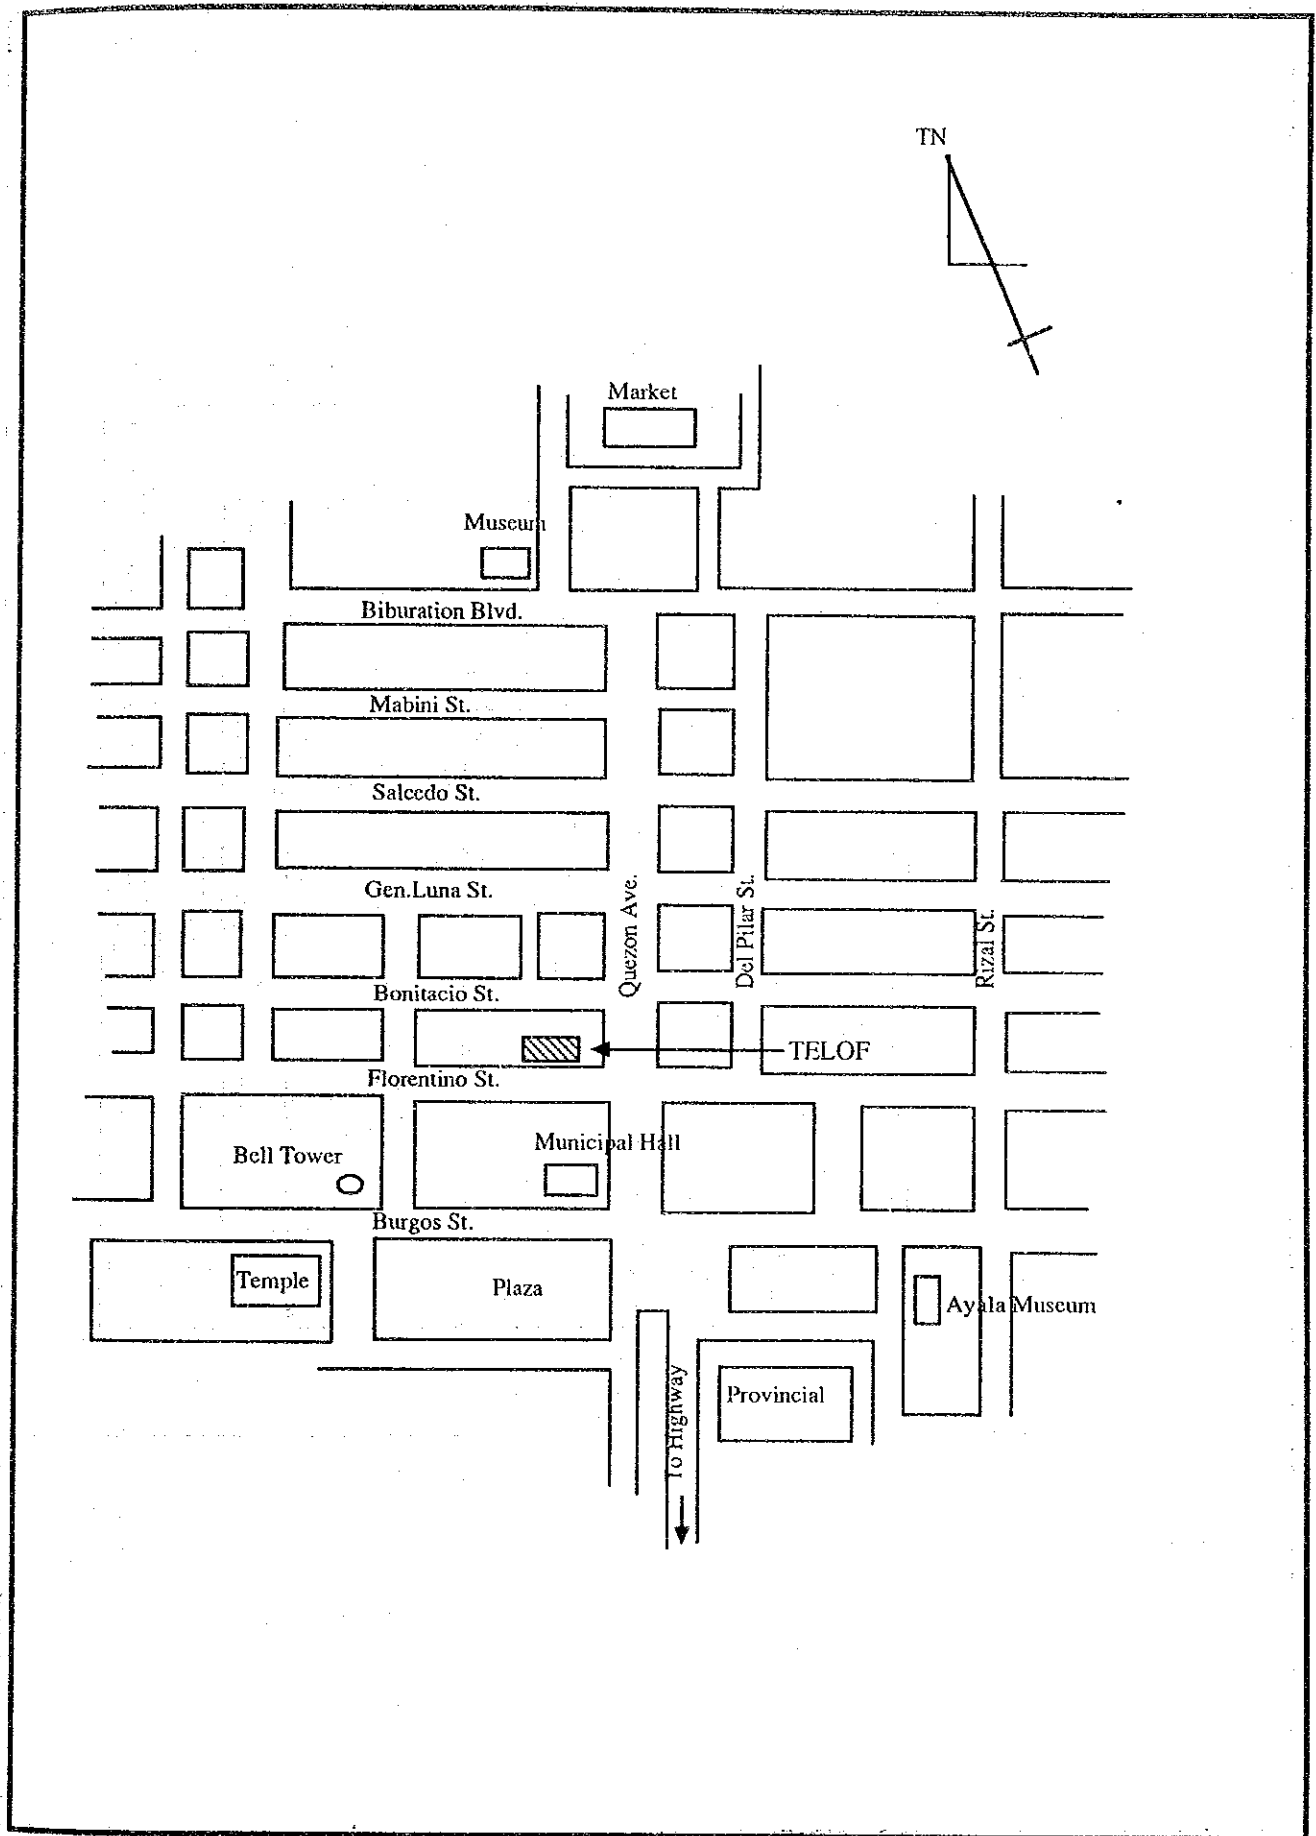 TN
Market
Museum
Biburation Blvd.
Mabini St.
Salcedo St.
Gen.Luna St.
Quezon Ave.
Del Pilar St.
Rizal St.
Bonitacio St.
TELOF
Florentino St.
Municipal Hall
Bell Tower
Burgos St.
Temple
Plaza
Ayala Museum
Provincial
To Highway